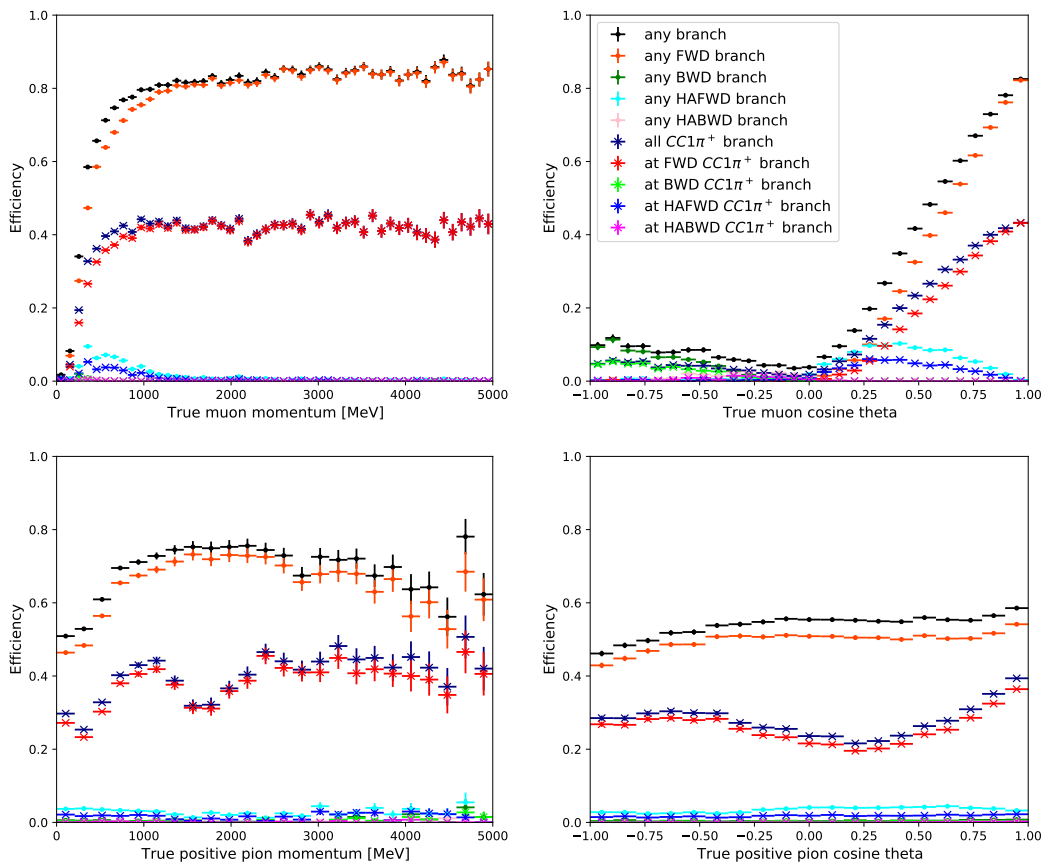 1.0
0.8
0.6
0.4
0.2
0.0
Efficiency
0 1000 2000 3000 4000 5000
True muon momentum [MeV]
1.0
0.8
0.6
0.4
0.2
0.0
Efficiency
any branch
any FWD branch
any BWD branch
any HAFWD branch
any HABWD branch
all CC1π⁺ branch
at FWD CC1π⁺ branch
at BWD CC1π⁺ branch
at HAFWD CC1π⁺ branch
at HABWD CC1π⁺ branch
−1.00 −0.75 −0.50 −0.25 0.00 0.25 0.50 0.75 1.00
True muon cosine theta
1.0
0.8
0.6
0.4
0.2
0.0
Efficiency
0 1000 2000 3000 4000 5000
True positive pion momentum [MeV]
1.0
0.8
0.6
0.4
0.2
0.0
Efficiency
−1.00 −0.75 −0.50 −0.25 0.00 0.25 0.50 0.75 1.00
True positive pion cosine theta